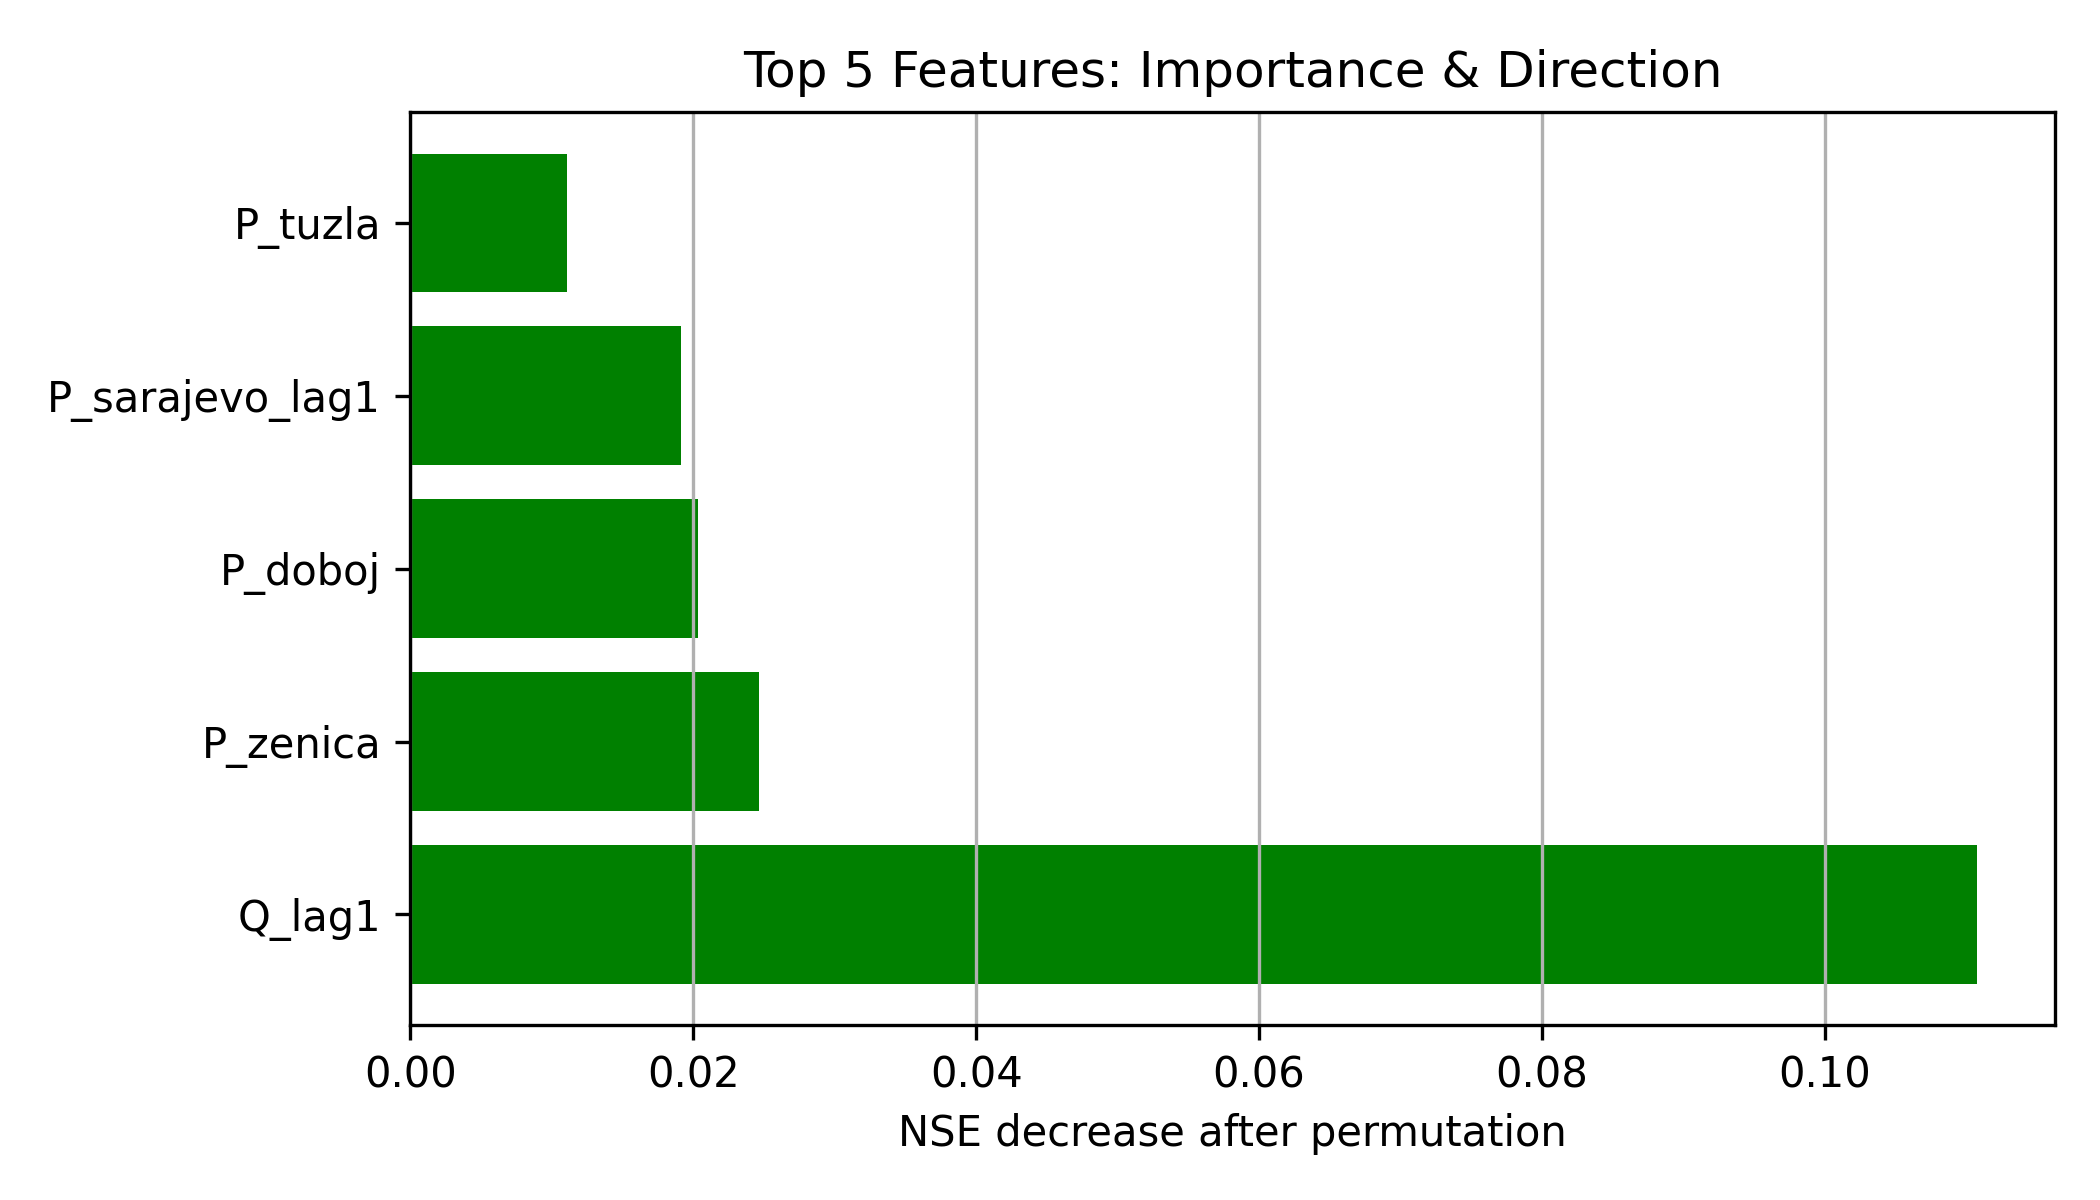 Top 5 Features: Importance & Direction
P_tuzla
P_sarajevo_lag1
P_doboj
P_zenica
Q_lag1
0.00 0.02 0.04 0.06 0.08 0.10
NSE decrease after permutation